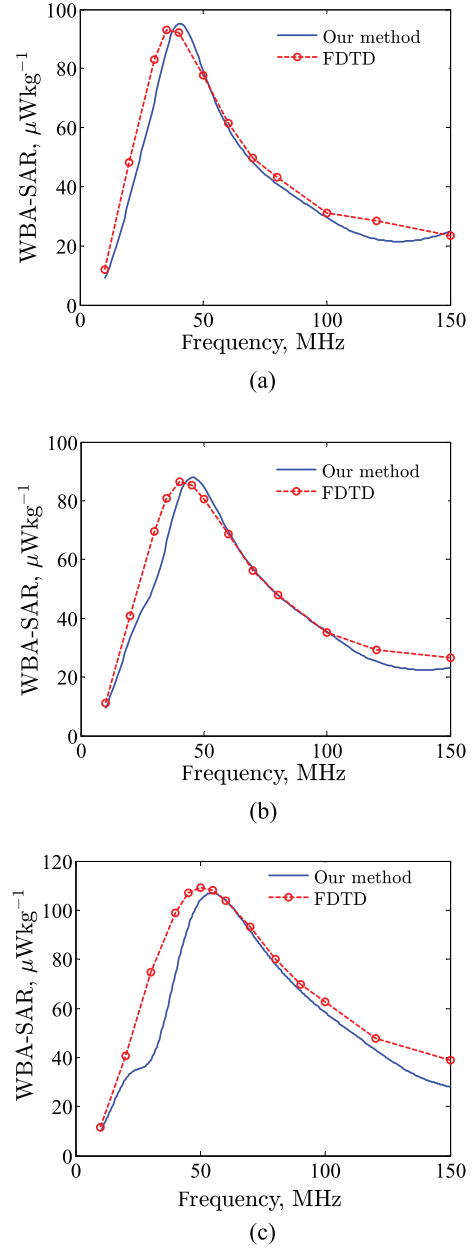 100
80
60
40
20
0
WBA-SAR, μWkg⁻¹
Our method
FDTD
0 50 100 150
Frequency, MHz
(a)
100
80
60
40
20
0
WBA-SAR, μWkg⁻¹
Our method
FDTD
0 50 100 150
Frequency, MHz
(b)
120
100
80
60
40
20
0
WBA-SAR, μWkg⁻¹
Our method
FDTD
0 50 100 150
Frequency, MHz
(c)